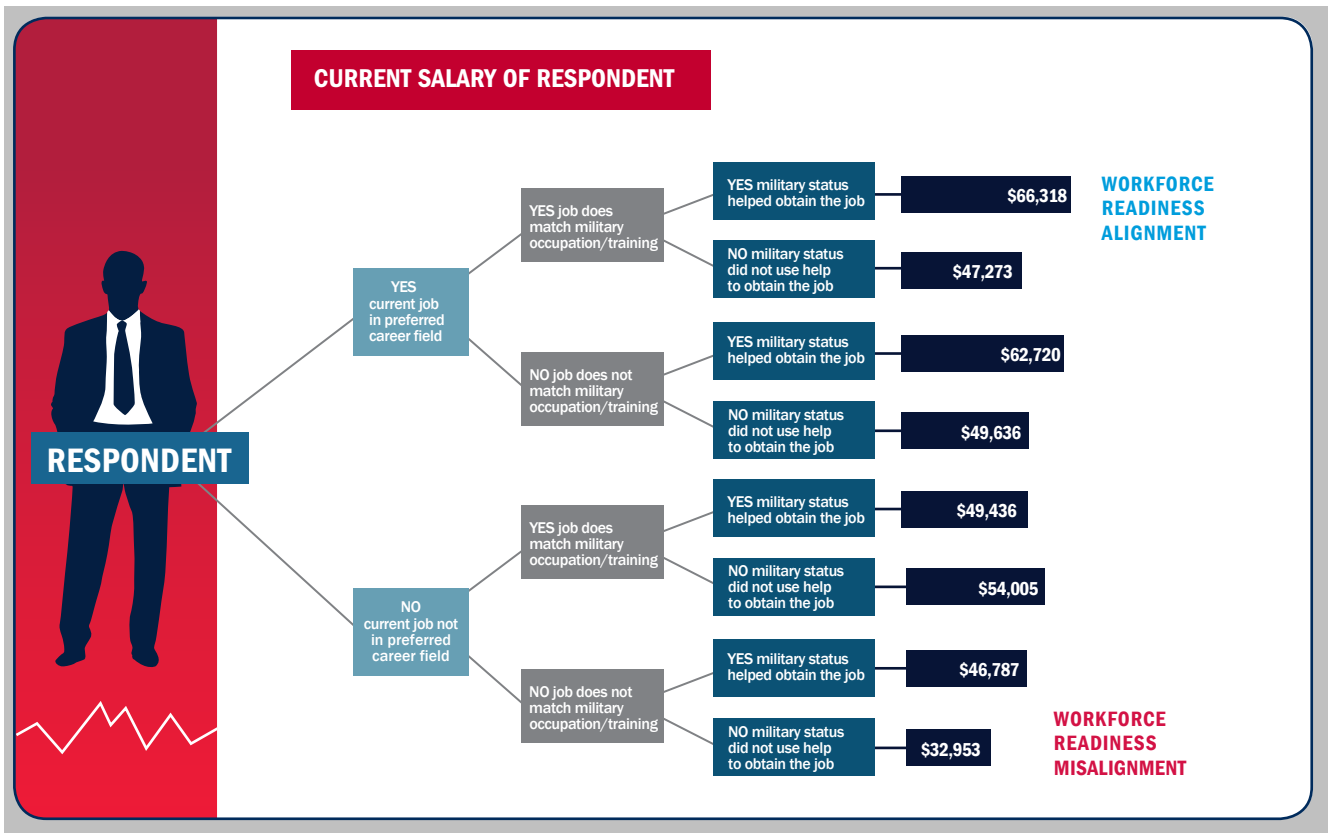 CURRENT SALARY OF RESPONDENT
RESPONDENT
YES
current job
in preferred
career field
YES job does
match military
occupation/training
YES military status
helped obtain the job
$66,318
WORKFORCE
READINESS
ALIGNMENT
NO military status
did not use help
to obtain the job
$47,273
NO job does not
match military
occupation/training
YES military status
helped obtain the job
$62,720
NO military status
did not use help
to obtain the job
$49,636
NO
current job not
in preferred
career field
YES job does
match military
occupation/training
YES military status
helped obtain the job
$49,436
NO military status
did not use help
to obtain the job
$54,005
NO job does not
match military
occupation/training
YES military status
helped obtain the job
$46,787
NO military status
did not use help
to obtain the job
$32,953
WORKFORCE
READINESS
MISALIGNMENT